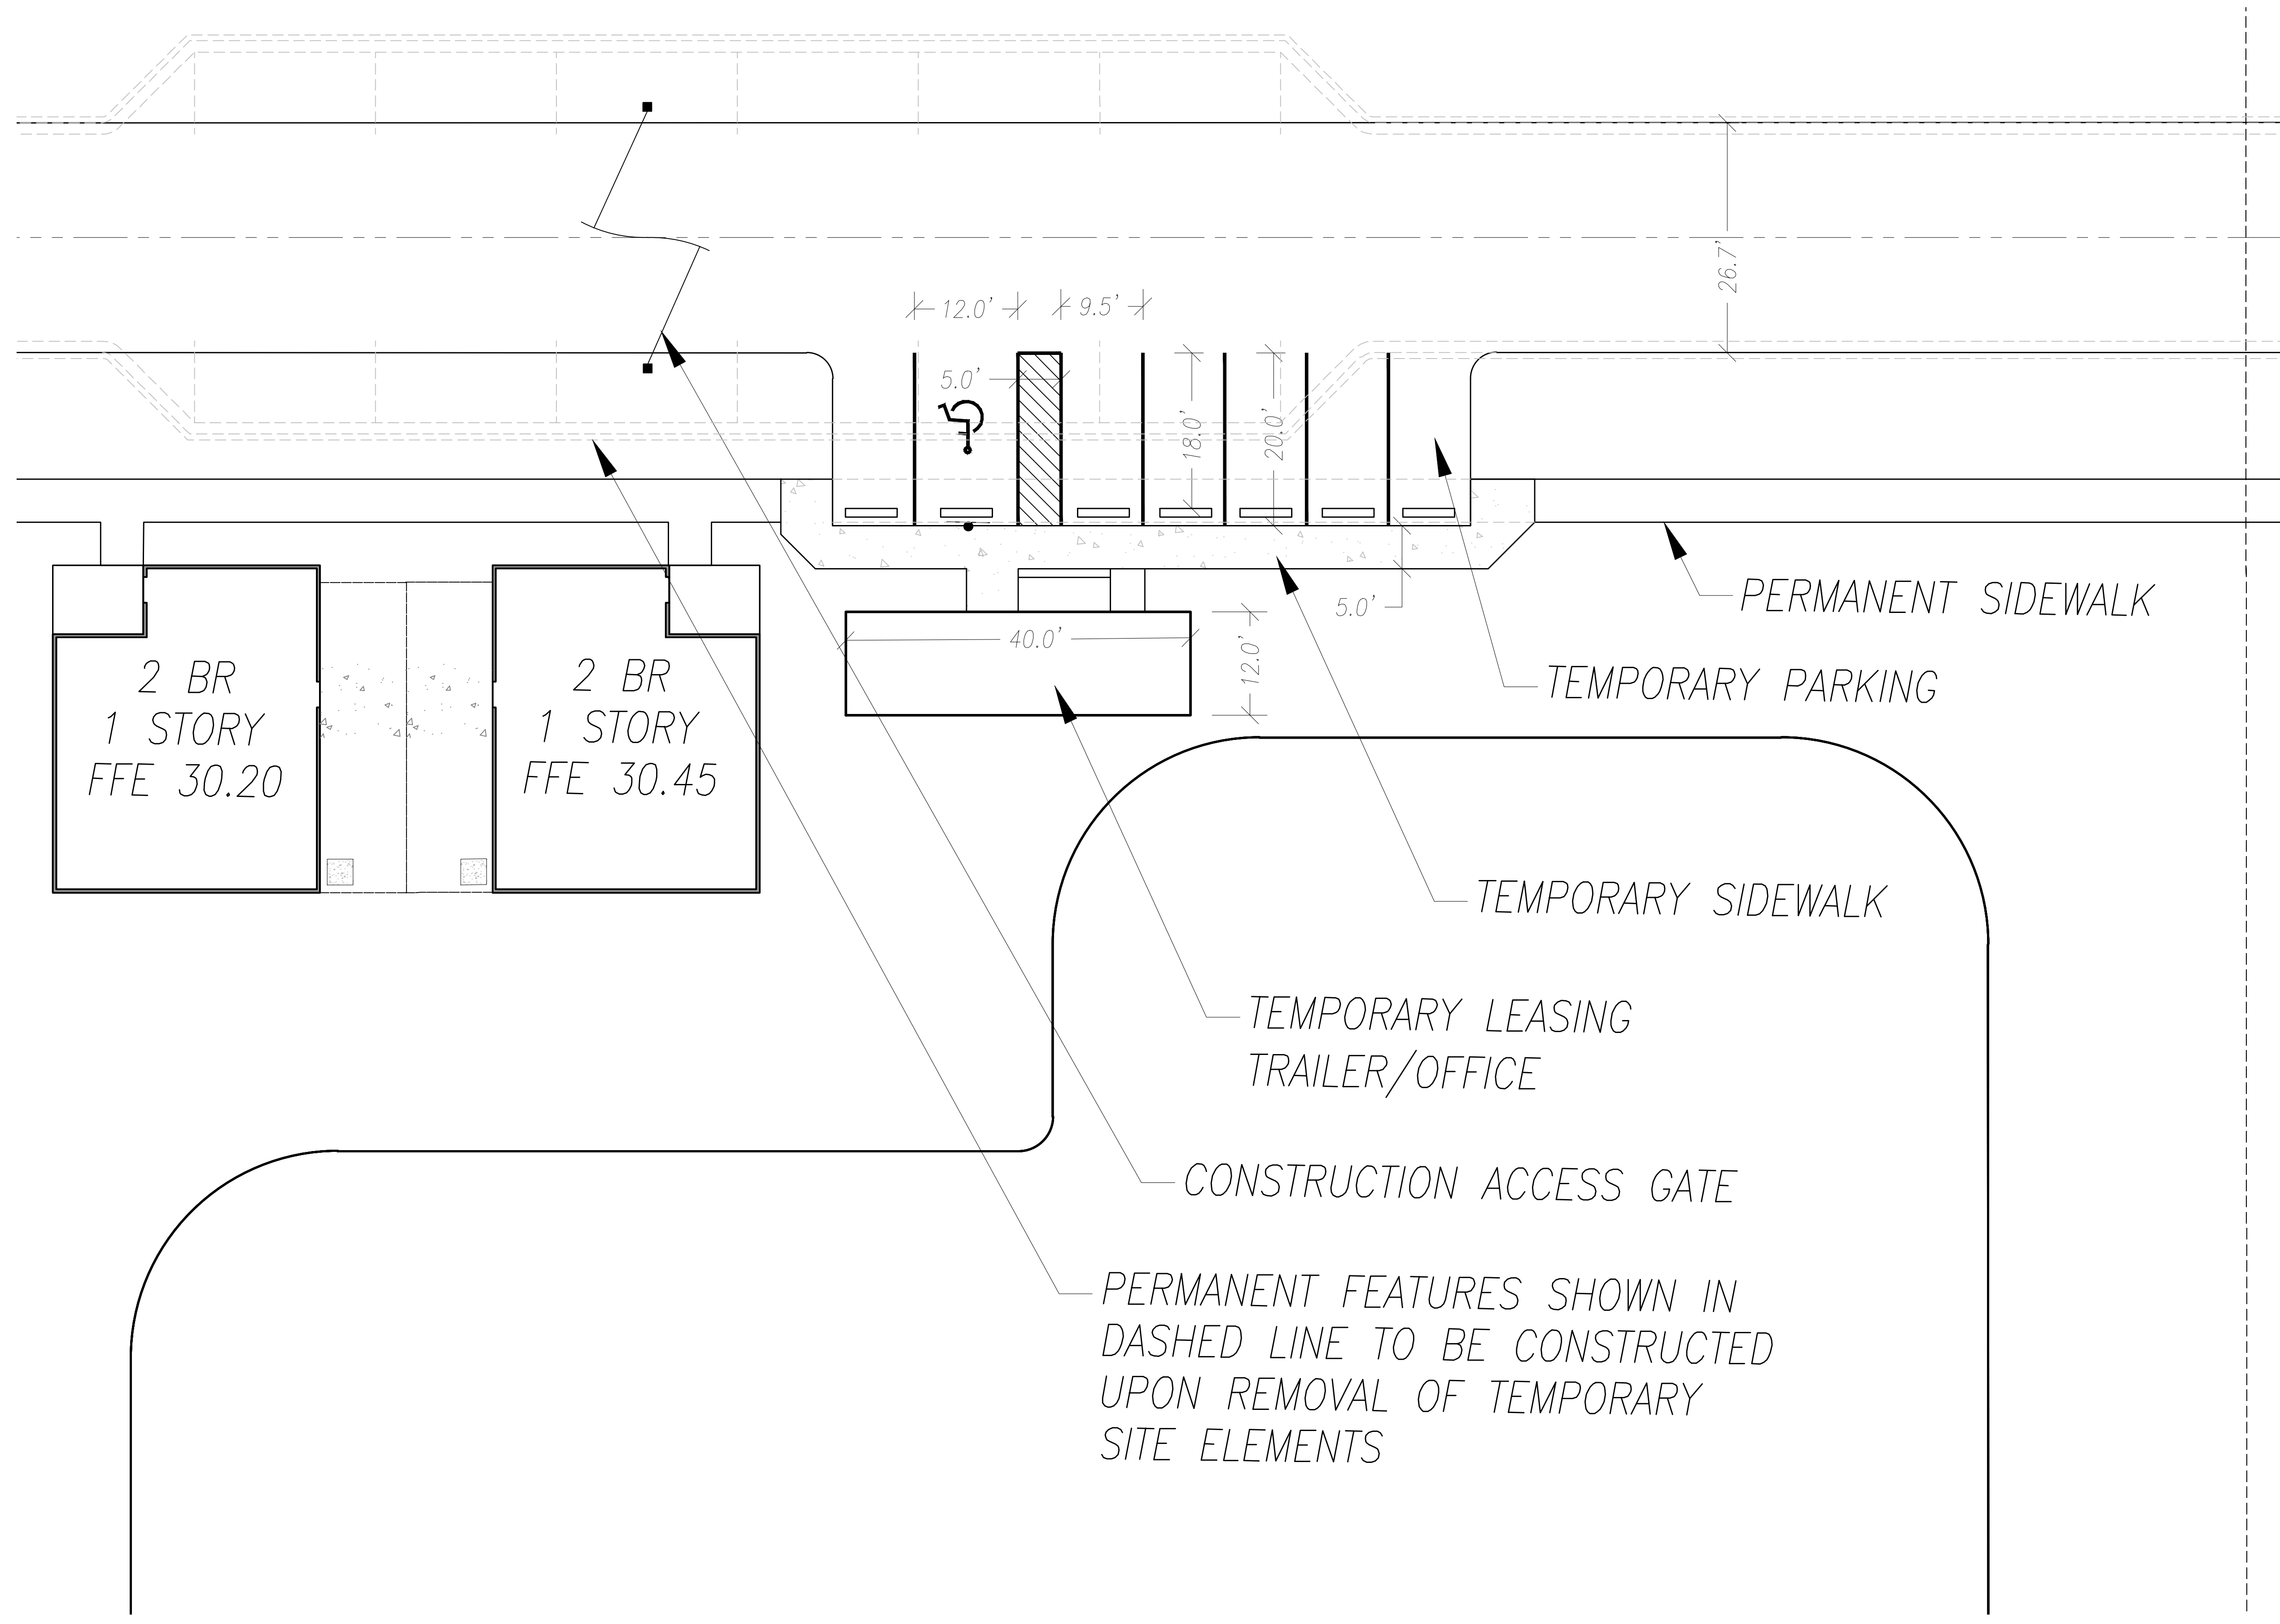 26.7'
12.0'
9.5'
5.0'
18.0'
20.0'
5.0'
40.0'
12.0'
PERMANENT SIDEWALK
2 BR
1 STORY
FFE 30.20
2 BR
1 STORY
FFE 30.45
TEMPORARY PARKING
TEMPORARY SIDEWALK
TEMPORARY LEASING
TRAILER/OFFICE
CONSTRUCTION ACCESS GATE
PERMANENT FEATURES SHOWN IN
DASHED LINE TO BE CONSTRUCTED
UPON REMOVAL OF TEMPORARY
SITE ELEMENTS